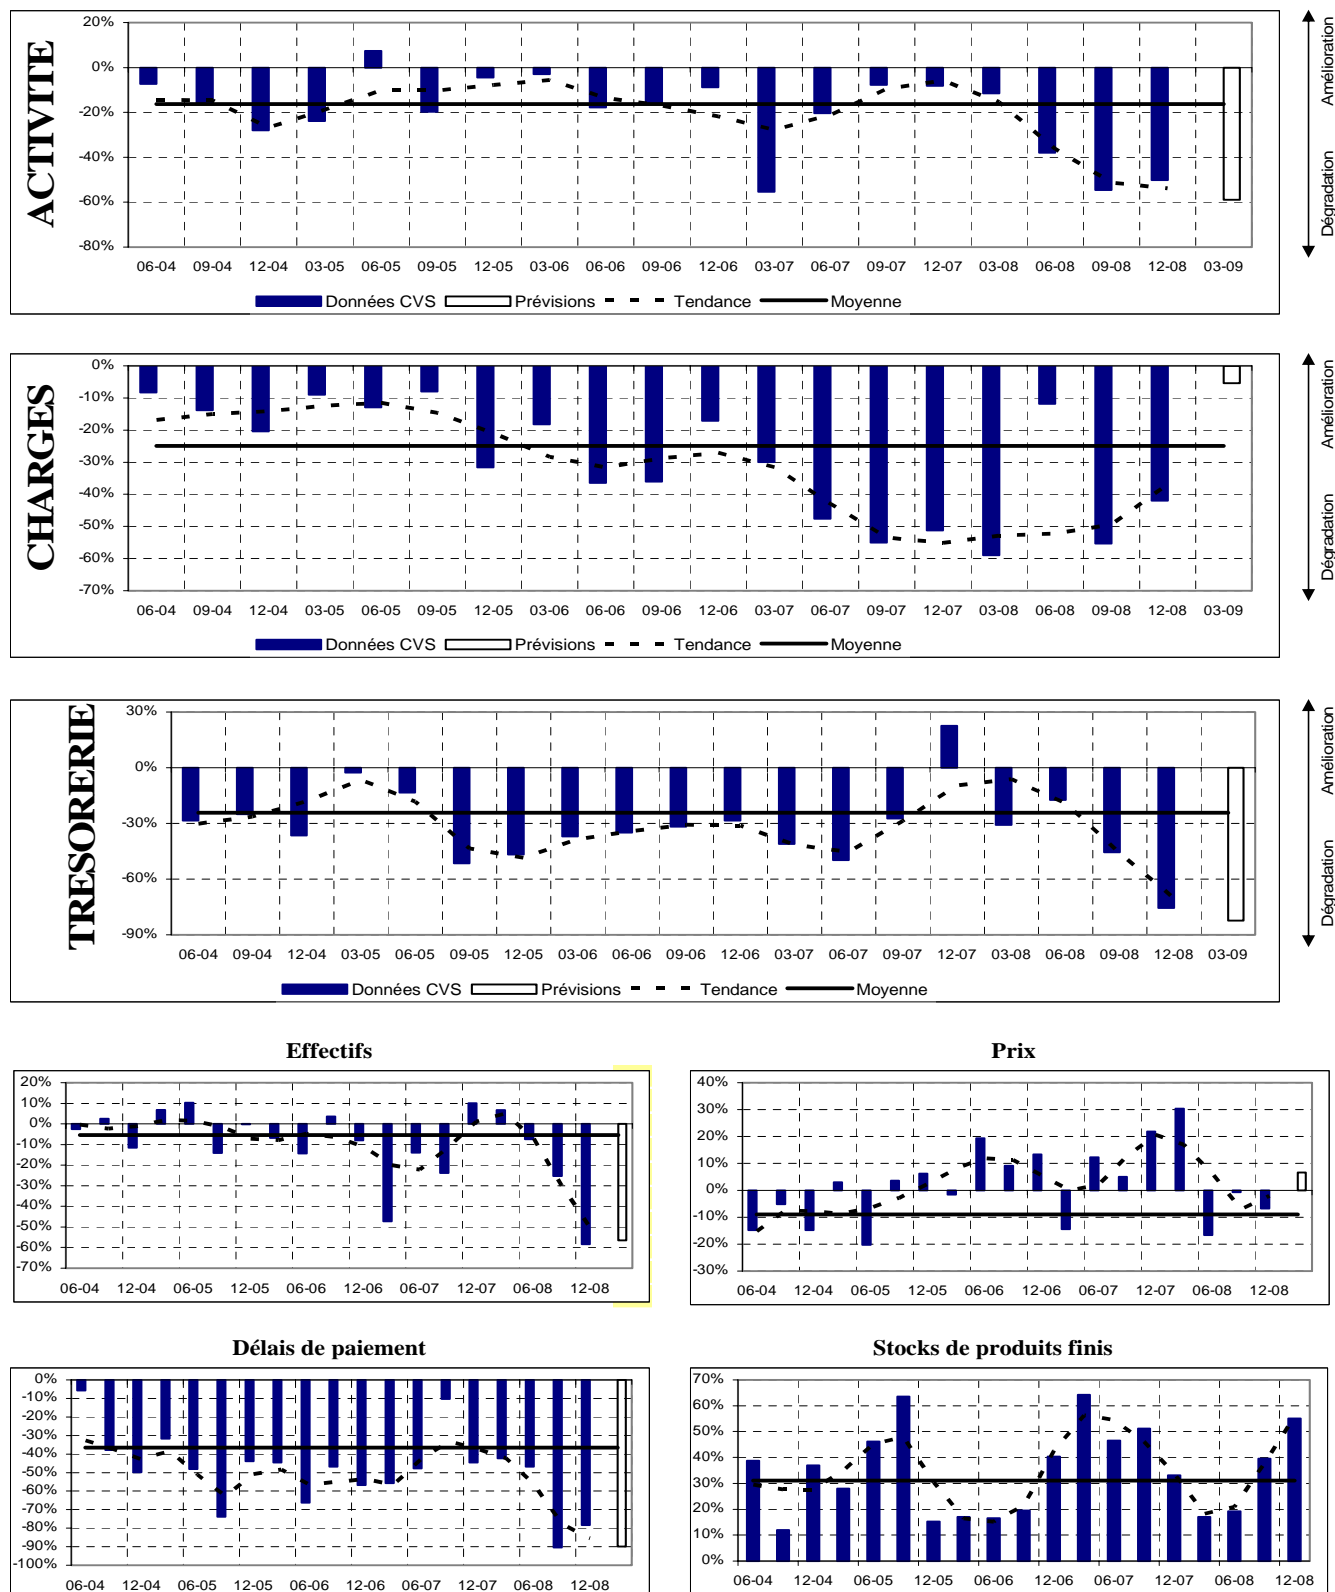 ACTIVITE
20%
0%
-20%
-40%
-60%
-80%
06-04 09-04 12-04 03-05 06-05 09-05 12-05 03-06 06-06 09-06 12-06 03-07 06-07 09-07 12-07 03-08 06-08 09-08 12-08 03-09
Données CVS Prévisions Tendance Moyenne
Amélioration
Dégradation
CHARGES
0%
-10%
-20%
-30%
-40%
-50%
-60%
-70%
06-04 09-04 12-04 03-05 06-05 09-05 12-05 03-06 06-06 09-06 12-06 03-07 06-07 09-07 12-07 03-08 06-08 09-08 12-08 03-09
Données CVS Prévisions Tendance Moyenne
Amélioration
Dégradation
TRESORERIE
30%
0%
-30%
-60%
-90%
06-04 09-04 12-04 03-05 06-05 09-05 12-05 03-06 06-06 09-06 12-06 03-07 06-07 09-07 12-07 03-08 06-08 09-08 12-08 03-09
Données CVS Prévisions Tendance Moyenne
Amélioration
Dégradation
Effectifs
20%
10%
0%
-10%
-20%
-30%
-40%
-50%
-60%
-70%
06-04 12-04 06-05 12-05 06-06 12-06 06-07 12-07 06-08 12-08
Prix
40%
30%
20%
10%
0%
-10%
-20%
-30%
06-04 12-04 06-05 12-05 06-06 12-06 06-07 12-07 06-08 12-08
Délais de paiement
0%
-10%
-20%
-30%
-40%
-50%
-60%
-70%
-80%
-90%
-100%
06-04 12-04 06-05 12-05 06-06 12-06 06-07 12-07 06-08 12-08
Stocks de produits finis
70%
60%
50%
40%
30%
20%
10%
0%
06-04 12-04 06-05 12-05 06-06 12-06 06-07 12-07 06-08 12-08